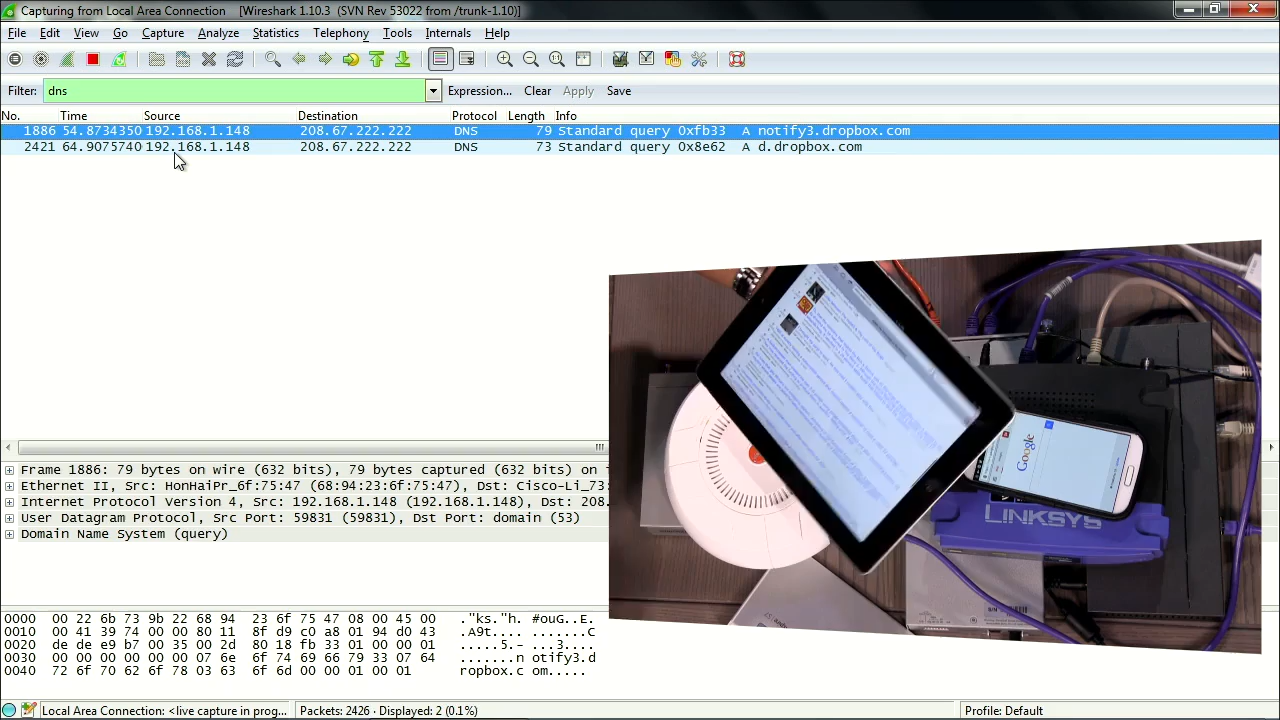 Capturing from Local Area Connection [Wireshark 1.10.3 (SVN Rev 53022 from /trunk-1.10)]
File Edit View Go Capture Analyze Statistics Telephony Tools Internals Help
Filter: dns Expression... Clear Apply Save
No. Time Source Destination Protocol Length Info
1886 54.8734350 192.168.1.148 208.67.222.222 DNS 79 Standard query 0xfb33 A notify3.dropbox.com
2421 64.9075740 192.168.1.148 208.67.222.222 DNS 73 Standard query 0x8e62 A d.dropbox.com
Frame 1886: 79 bytes on wire (632 bits), 79 bytes captured (632 bits) on i
Ethernet II, Src: HonHaiPr_6f:75:47 (68:94:23:6f:75:47), Dst: Cisco-Li_73:
Internet Protocol Version 4, Src: 192.168.1.148 (192.168.1.148), Dst: 208.
User Datagram Protocol, Src Port: 59831 (59831), Dst Port: domain (53)
Domain Name System (query)
0000 00 22 6b 73 9b 22 68 94 23 6f 75 47 08 00 45 00 ."ks."h. #ouG..E.
0010 00 41 39 74 00 00 80 11 8f d9 c0 a8 01 94 d0 43 .A9t.... .......C
0020 de de e9 b7 00 35 00 2d 80 18 fb 33 01 00 00 01 .....5.- ...3....
0030 00 00 00 00 00 00 07 6e 6f 74 69 66 79 33 07 64 .......n otify3.d
0040 72 6f 70 62 6f 78 03 63 6f 6d 00 00 01 00 01 ropbox.c om.....
Google
LINKSYS
Local Area Connection: <live capture in prog... Packets: 2426 · Displayed: 2 (0.1%) Profile: Default